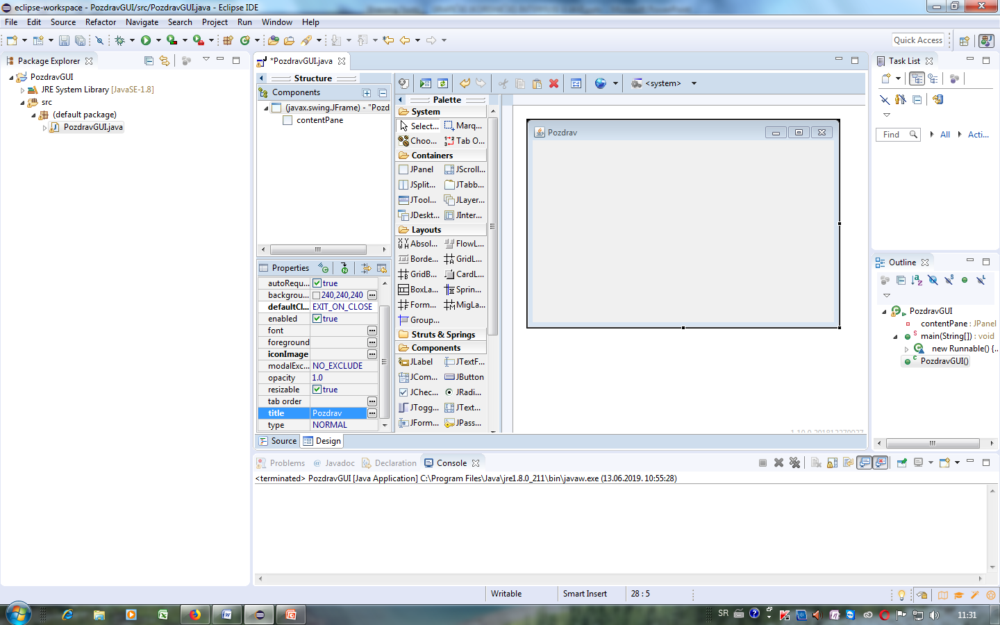 eclipse-workspace - PozdravGUI/src/PozdravGUI.java - Eclipse IDE
File Edit Source Refactor Navigate Search Project Run Window Help
Quick Access
Package Explorer
PozdravGUI
JRE System Library [JavaSE-1.8]
src
(default package)
PozdravGUI.java
*PozdravGUI.java
Structure
Components
(javax.swing.JFrame) - "Pozd
contentPane
Properties
autoRequ... true
backgrou... 240,240,240
defaultCl... EXIT_ON_CLOSE
enabled true
font
foreground
iconImage
modalExc... NO_EXCLUDE
opacity 1.0
resizable true
tab order
title Pozdrav
type NORMAL
<system>
Palette
System
Select... Marq...
Choo... Tab O...
Containers
JPanel JScroll...
JSplit... JTabb...
JTool... JLayer...
JDeskt... JInter...
Layouts
Absol... FlowL...
Borde... GridL...
GridB... CardL...
BoxLa... Sprin...
Form... MigLa...
Group...
Struts & Springs
Components
JLabel JTextF...
JCom... JButton
JChec... JRadi...
JTogg... JText...
JForm... JPass...
Pozdrav
Source Design
Task List
Find All Acti...
Outline
PozdravGUI
contentPane : JPanel
main(String[]) : void
new Runnable() {..
PozdravGUI()
Problems Javadoc Declaration Console
<terminated> PozdravGUI [Java Application] C:\Program Files\Java\jre1.8.0_211\bin\javaw.exe (13.06.2019. 10:55:28)
Writable Smart Insert 28 : 5
SR 11:31